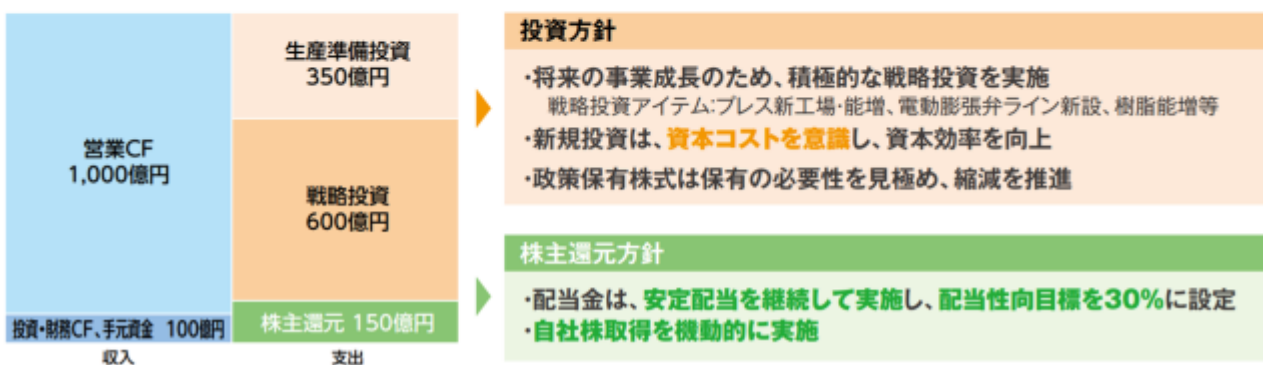 営業CF
1,000億円
投資・財務CF、手元資金 100億円
収入
生産準備投資
350億円
戦略投資
600億円
株主還元 150億円
支出
投資方針
・将来の事業成長のため、積極的な戦略投資を実施
戦略投資アイテム:プレス新工場・能増、電動膨張弁ライン新設、樹脂能増等
・新規投資は、資本コストを意識し、資本効率を向上
・政策保有株式は保有の必要性を見極め、縮減を推進
株主還元方針
・配当金は、安定配当を継続して実施し、配当性向目標を30%に設定
・自社株取得を機動的に実施